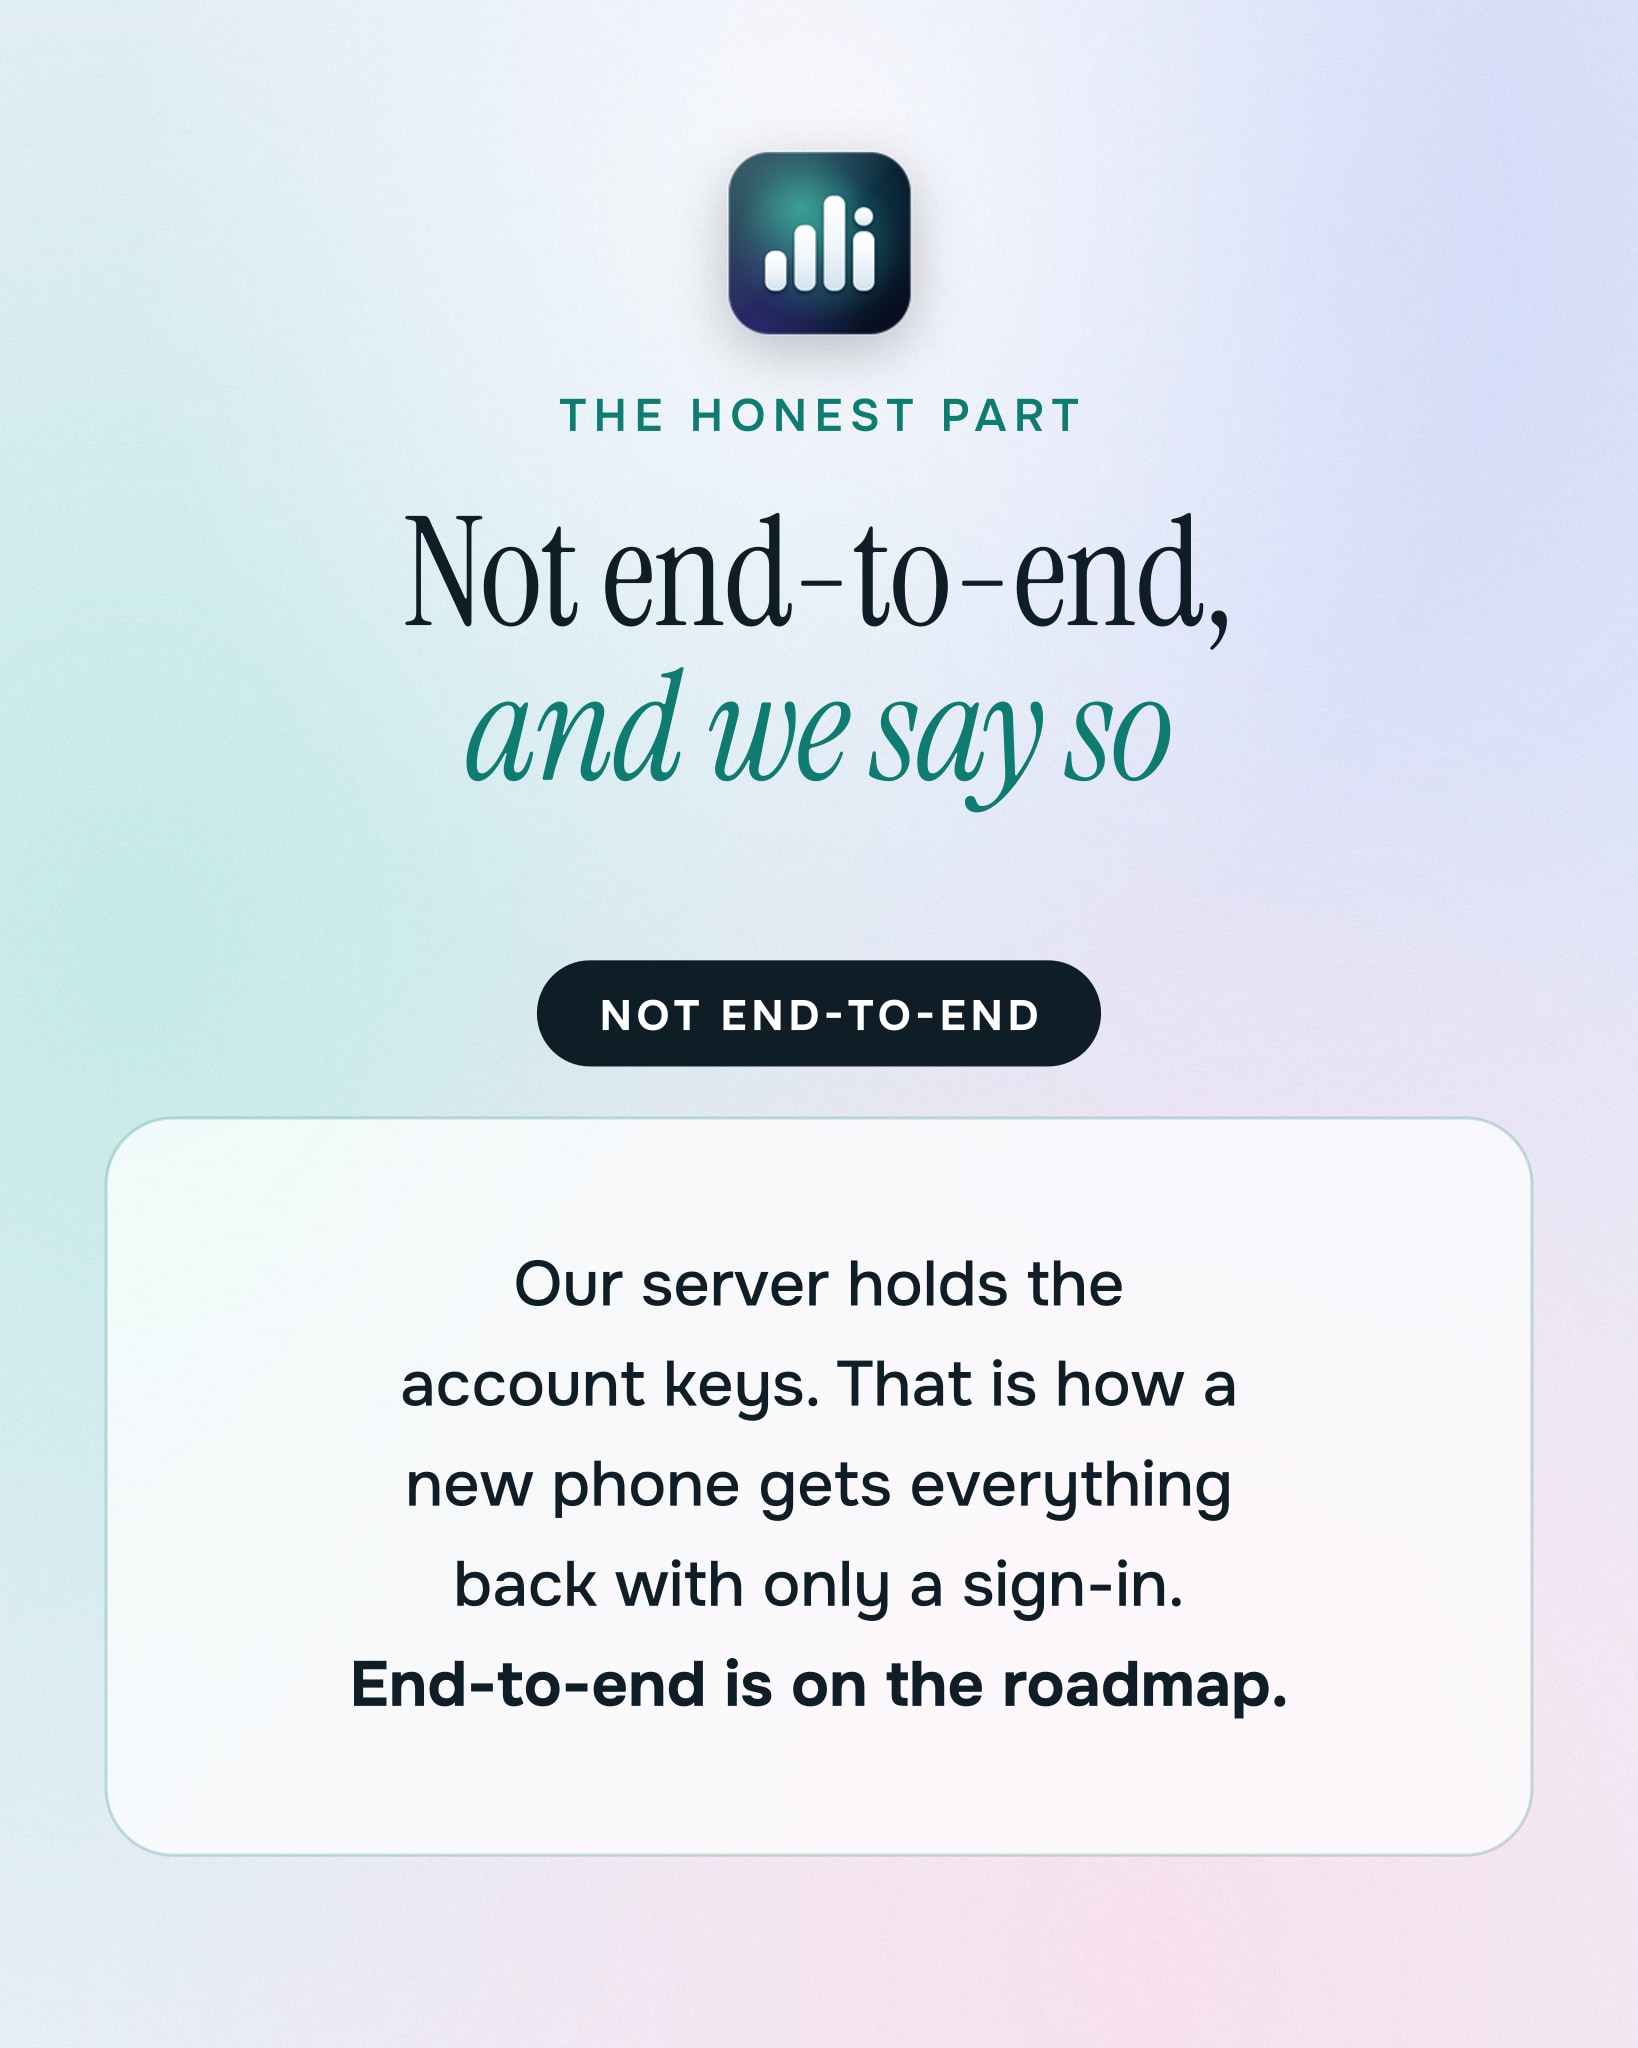 THE HONEST PART
Not end-to-end,
and we say so
NOT END-TO-END
Our server holds the
account keys. That is how a
new phone gets everything
back with only a sign-in.
End-to-end is on the roadmap.